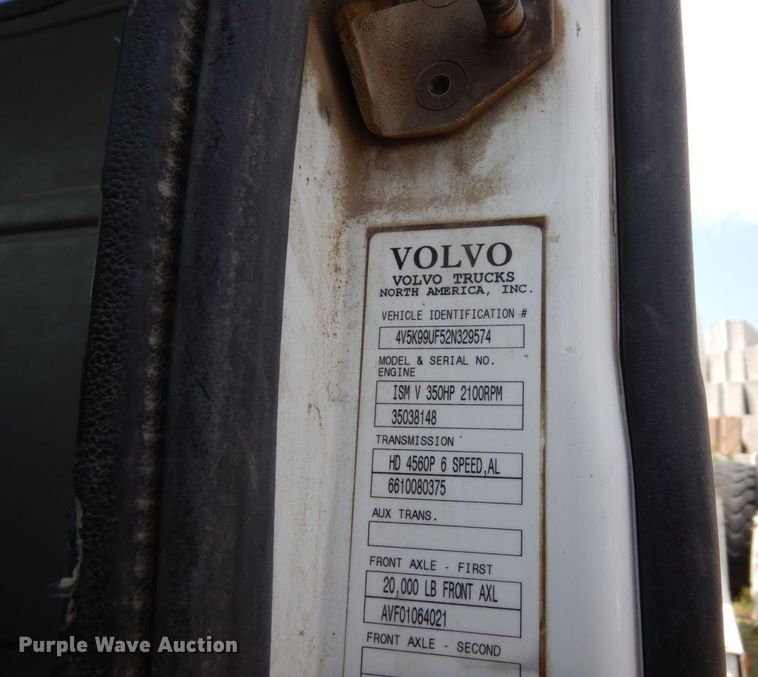 VOLVO
VOLVO TRUCKS
NORTH AMERICA, INC.
VEHICLE IDENTIFICATION #
4V5K99UF52N329574
MODEL & SERIAL NO.
ENGINE
ISM V 350HP 2100RPM
35038148
TRANSMISSION
HD 4560P 6 SPEED,AL
6610080375
AUX TRANS.
FRONT AXLE - FIRST
20,000 LB FRONT AXL
AVF01064021
FRONT AXLE - SECOND
Purple Wave Auction